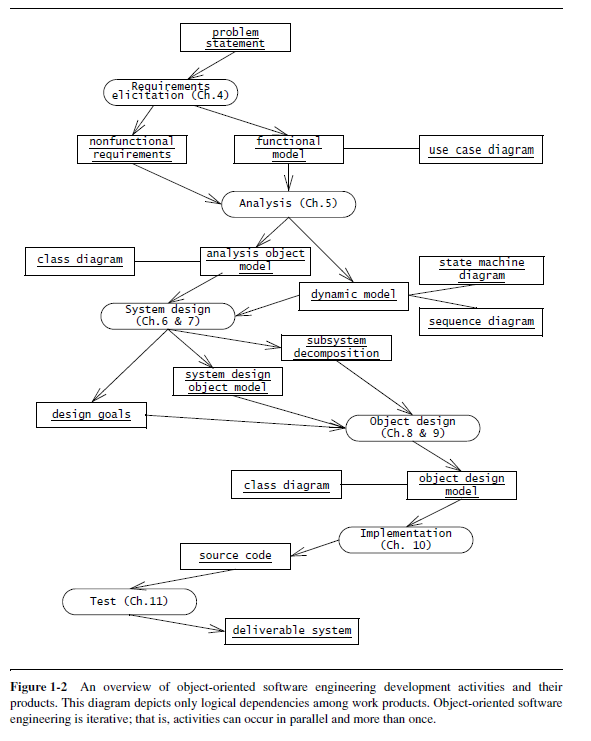 problem
statement
Requirements
elicitation (Ch.4)
nonfunctional
requirements
functional
model
use case diagram
Analysis (Ch.5)
class diagram
analysis object
model
state machine
diagram
dynamic model
System design
(Ch.6 & 7)
sequence diagram
subsystem
decomposition
system design
object model
design goals
Object design
(Ch.8 & 9)
class diagram
object design
model
Implementation
(Ch. 10)
source code
Test (Ch.11)
deliverable system
Figure 1-2 An overview of object-oriented software engineering development activities and their
products. This diagram depicts only logical dependencies among work products. Object-oriented software
engineering is iterative; that is, activities can occur in parallel and more than once.